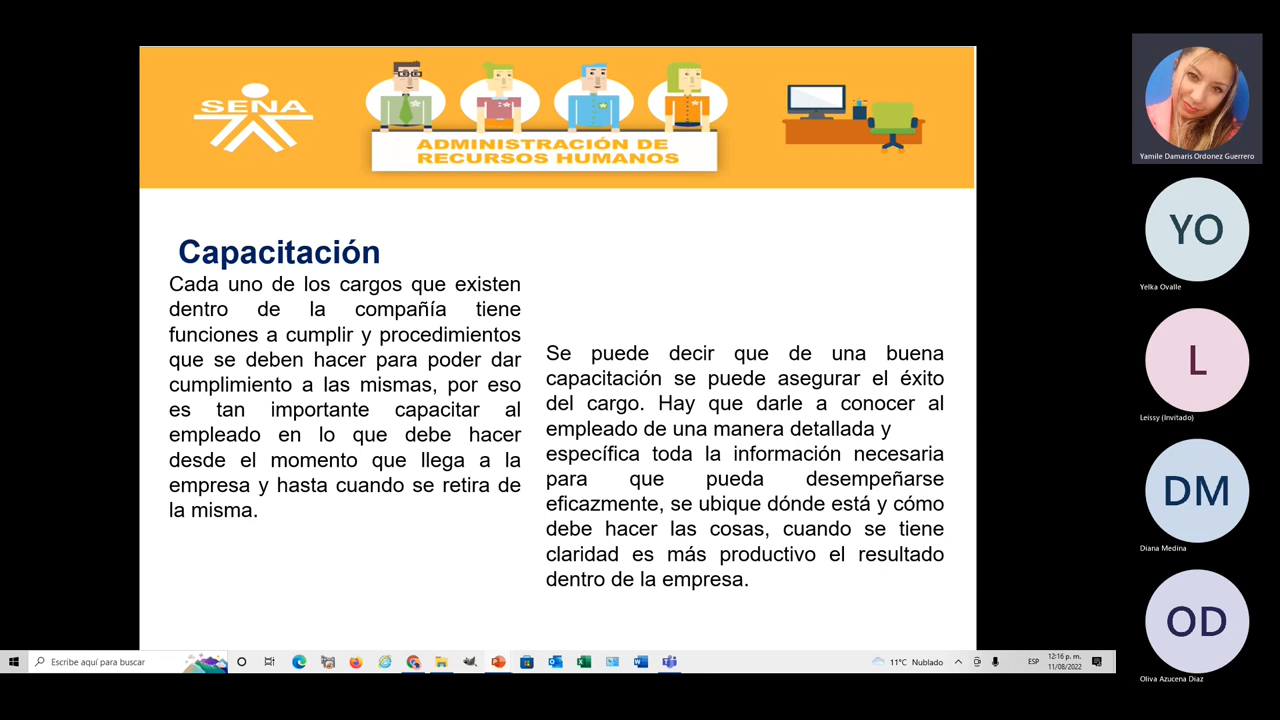 SENA
ADMINISTRACIÓN DE
RECURSOS HUMANOS
Capacitación
Cada uno de los cargos que existen
dentro de la compañía tiene
funciones a cumplir y procedimientos
que se deben hacer para poder dar
cumplimiento a las mismas, por eso
es tan importante capacitar al
empleado en lo que debe hacer
desde el momento que llega a la
empresa y hasta cuando se retira de
la misma.
Se puede decir que de una buena
capacitación se puede asegurar el éxito
del cargo. Hay que darle a conocer al
empleado de una manera detallada y
específica toda la información necesaria
para que pueda desempeñarse
eficazmente, se ubique dónde está y cómo
debe hacer las cosas, cuando se tiene
claridad es más productivo el resultado
dentro de la empresa.
Yamile Damaris Ordonez Guerrero
YO
Yelka Ovalle
L
Leissy (Invitado)
DM
Diana Medina
OD
Oliva Azucena Diaz
Escribe aquí para buscar
11°C Nublado
ESP
12:16 p. m.
11/08/2022